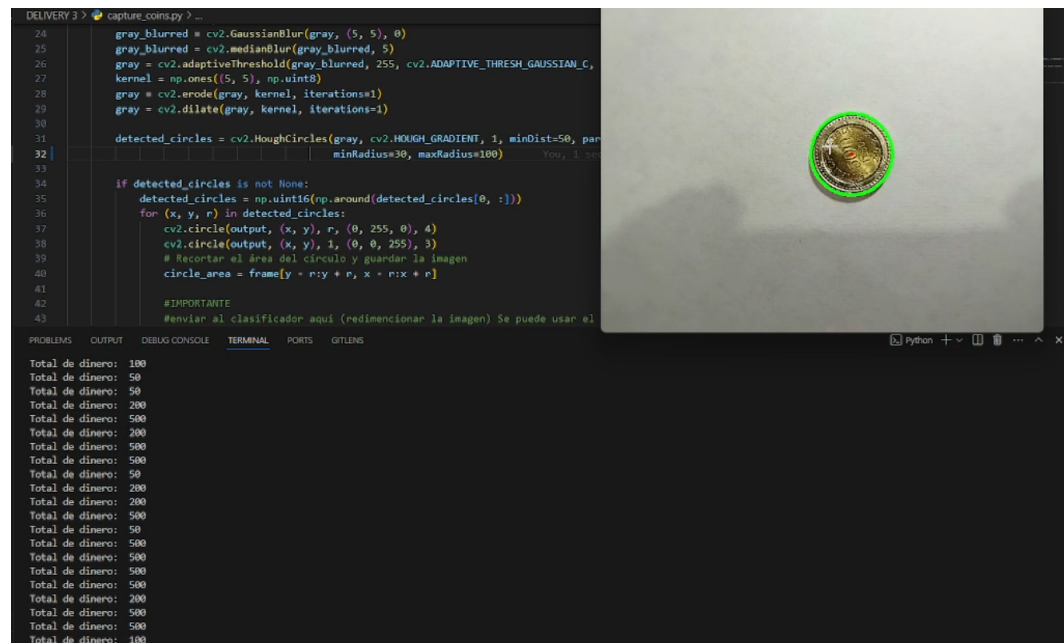 DELIVERY 3 > capture_coins.py > ...
24 gray_blurred = cv2.GaussianBlur(gray, (5, 5), 0)
25 gray_blurred = cv2.medianBlur(gray_blurred, 5)
26 gray = cv2.adaptiveThreshold(gray_blurred, 255, cv2.ADAPTIVE_THRESH_GAUSSIAN_C,
27 kernel = np.ones((5, 5), np.uint8)
28 gray = cv2.erode(gray, kernel, iterations=1)
29 gray = cv2.dilate(gray, kernel, iterations=1)
30
31 detected_circles = cv2.HoughCircles(gray, cv2.HOUGH_GRADIENT, 1, minDist=50, par
32 minRadius=30, maxRadius=100) You, 1 sec
33
34 if detected_circles is not None:
35 detected_circles = np.uint16(np.around(detected_circles[0, :]))
36 for (x, y, r) in detected_circles:
37 cv2.circle(output, (x, y), r, (0, 255, 0), 4)
38 cv2.circle(output, (x, y), 1, (0, 0, 255), 3)
39 # Recortar el área del círculo y guardar la imagen
40 circle_area = frame[y - r:y + r, x - r:x + r]
41
42 #IMPORTANTE
43 #enviar al clasificador aqui (redimencionar la imagen) Se puede usar el
PROBLEMS OUTPUT DEBUG CONSOLE TERMINAL PORTS GITLENS Python
Total de dinero: 100
Total de dinero: 50
Total de dinero: 50
Total de dinero: 200
Total de dinero: 500
Total de dinero: 200
Total de dinero: 500
Total de dinero: 500
Total de dinero: 50
Total de dinero: 200
Total de dinero: 200
Total de dinero: 500
Total de dinero: 50
Total de dinero: 500
Total de dinero: 500
Total de dinero: 500
Total de dinero: 500
Total de dinero: 200
Total de dinero: 500
Total de dinero: 500
Total de dinero: 100